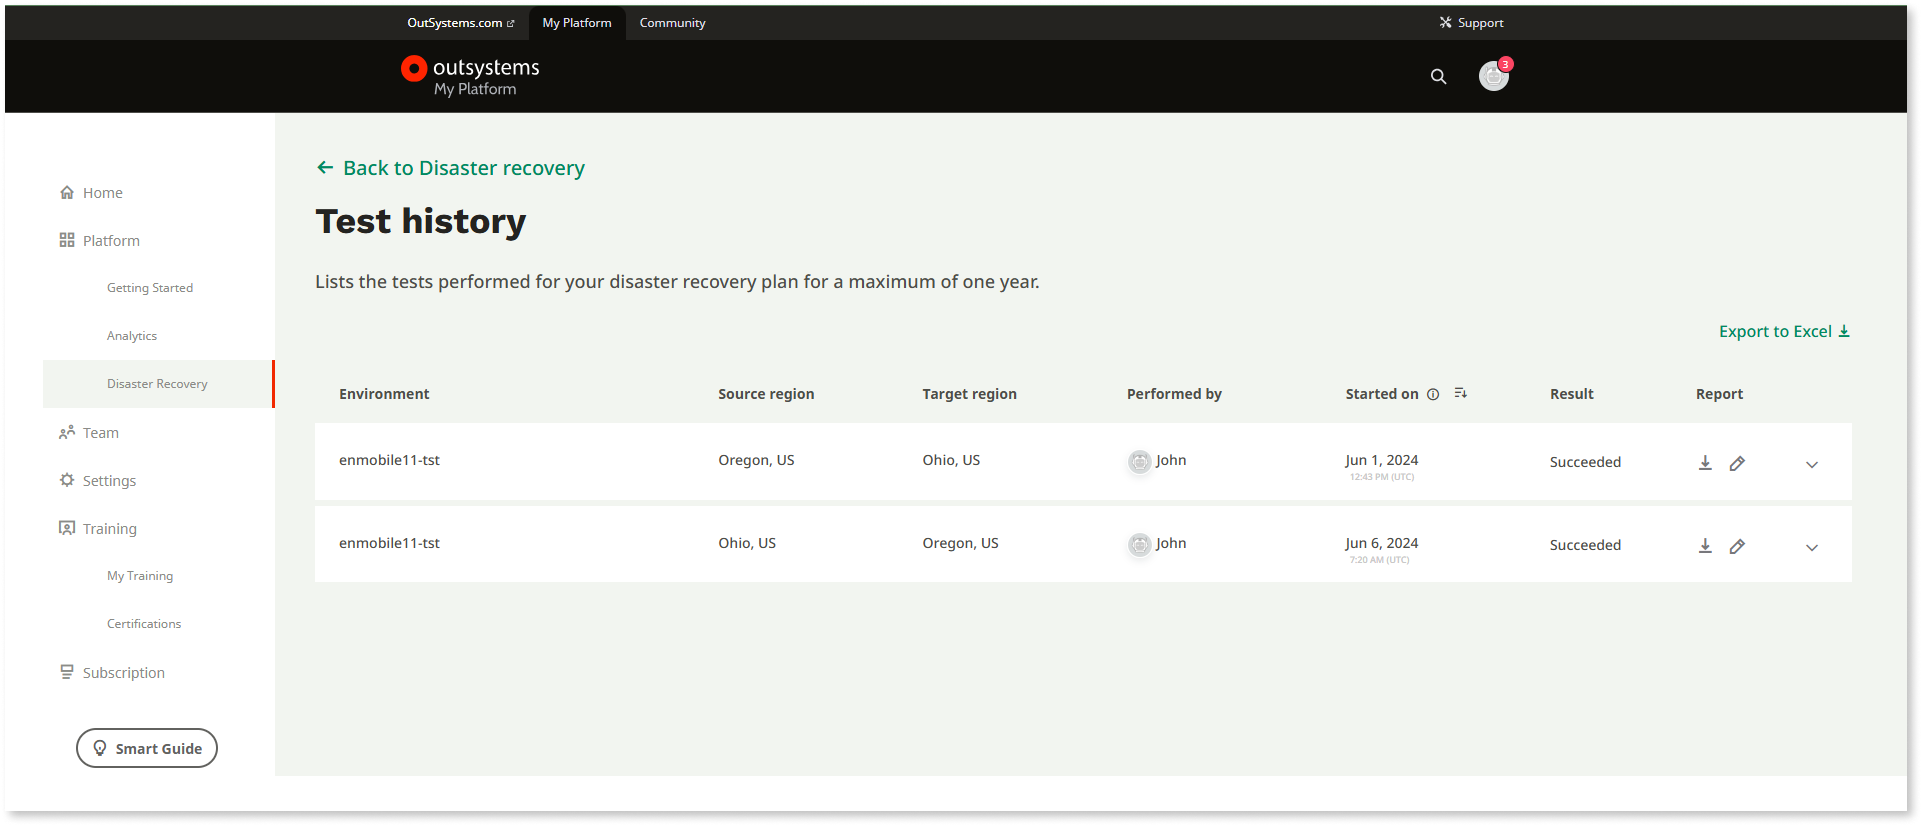 OutSystems.com My Platform Community Support
outsystems
My Platform
3
Back to Disaster recovery
Test history
Lists the tests performed for your disaster recovery plan for a maximum of one year.
Export to Excel
Home
Platform
Getting Started
Analytics
Disaster Recovery
Team
Settings
Training
My Training
Certifications
Subscription
Smart Guide
Environment Source region Target region Performed by Started on Result Report
enmobile11-tst Oregon, US Ohio, US John Jun 1, 2024 Succeeded
12:43 PM (UTC)
enmobile11-tst Ohio, US Oregon, US John Jun 6, 2024 Succeeded
7:20 AM (UTC)